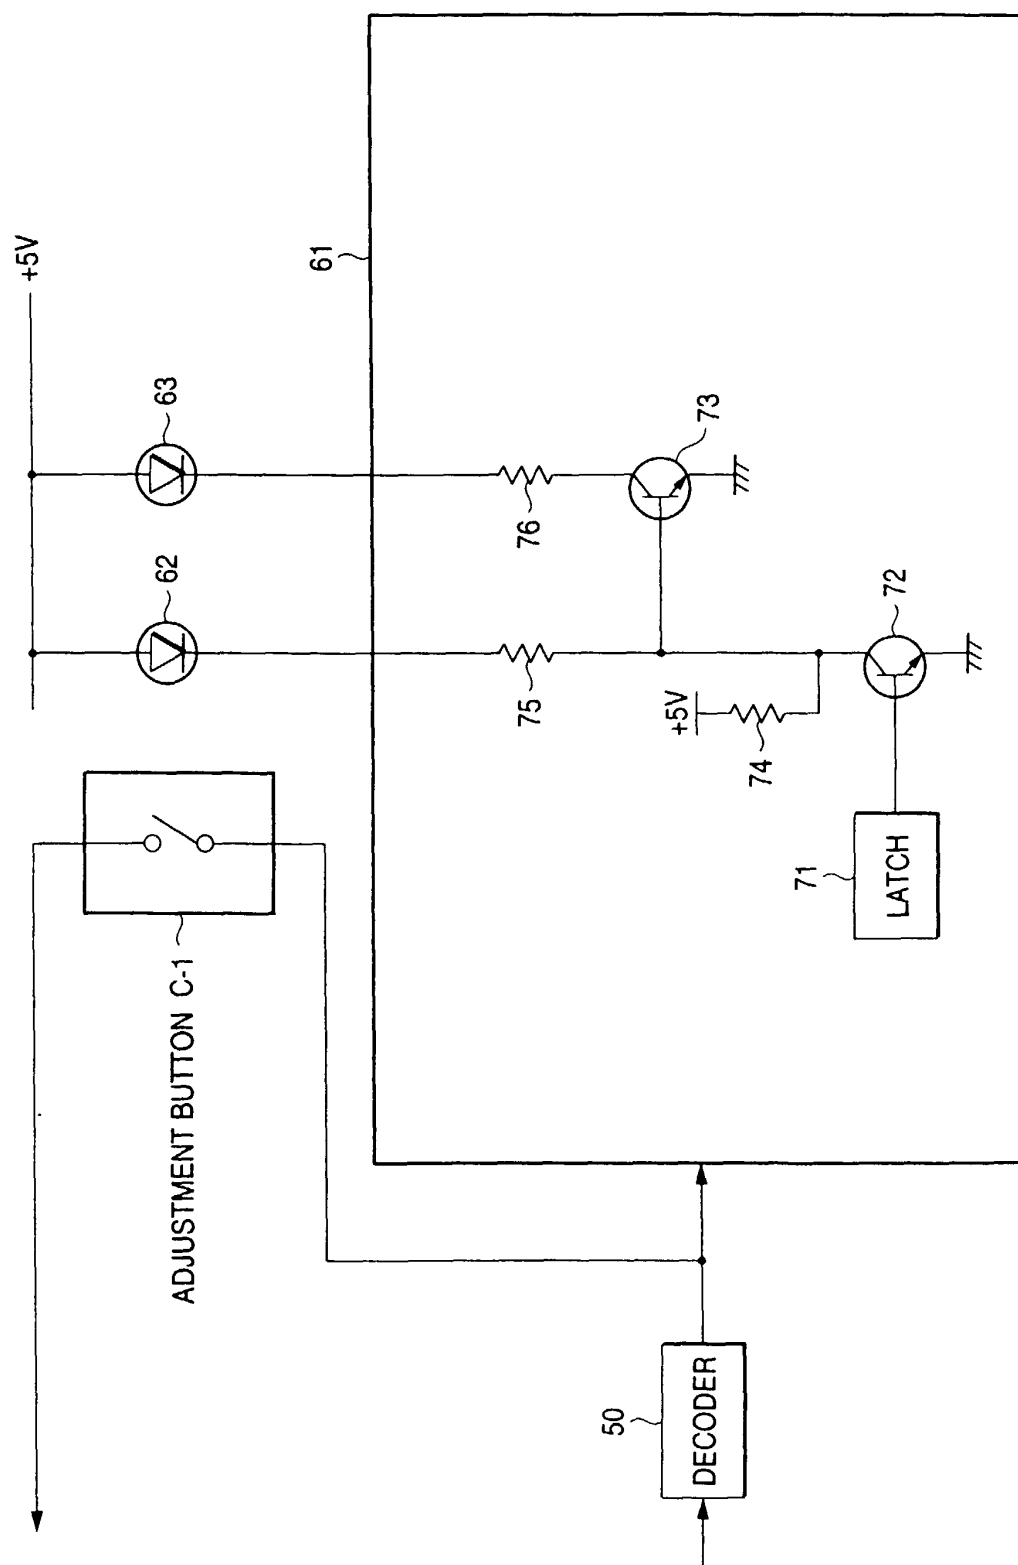 +5V
61
63
62
73
76
75
72
+5V
74
71
LATCH
ADJUSTMENT BUTTON C-1
50
DECODER